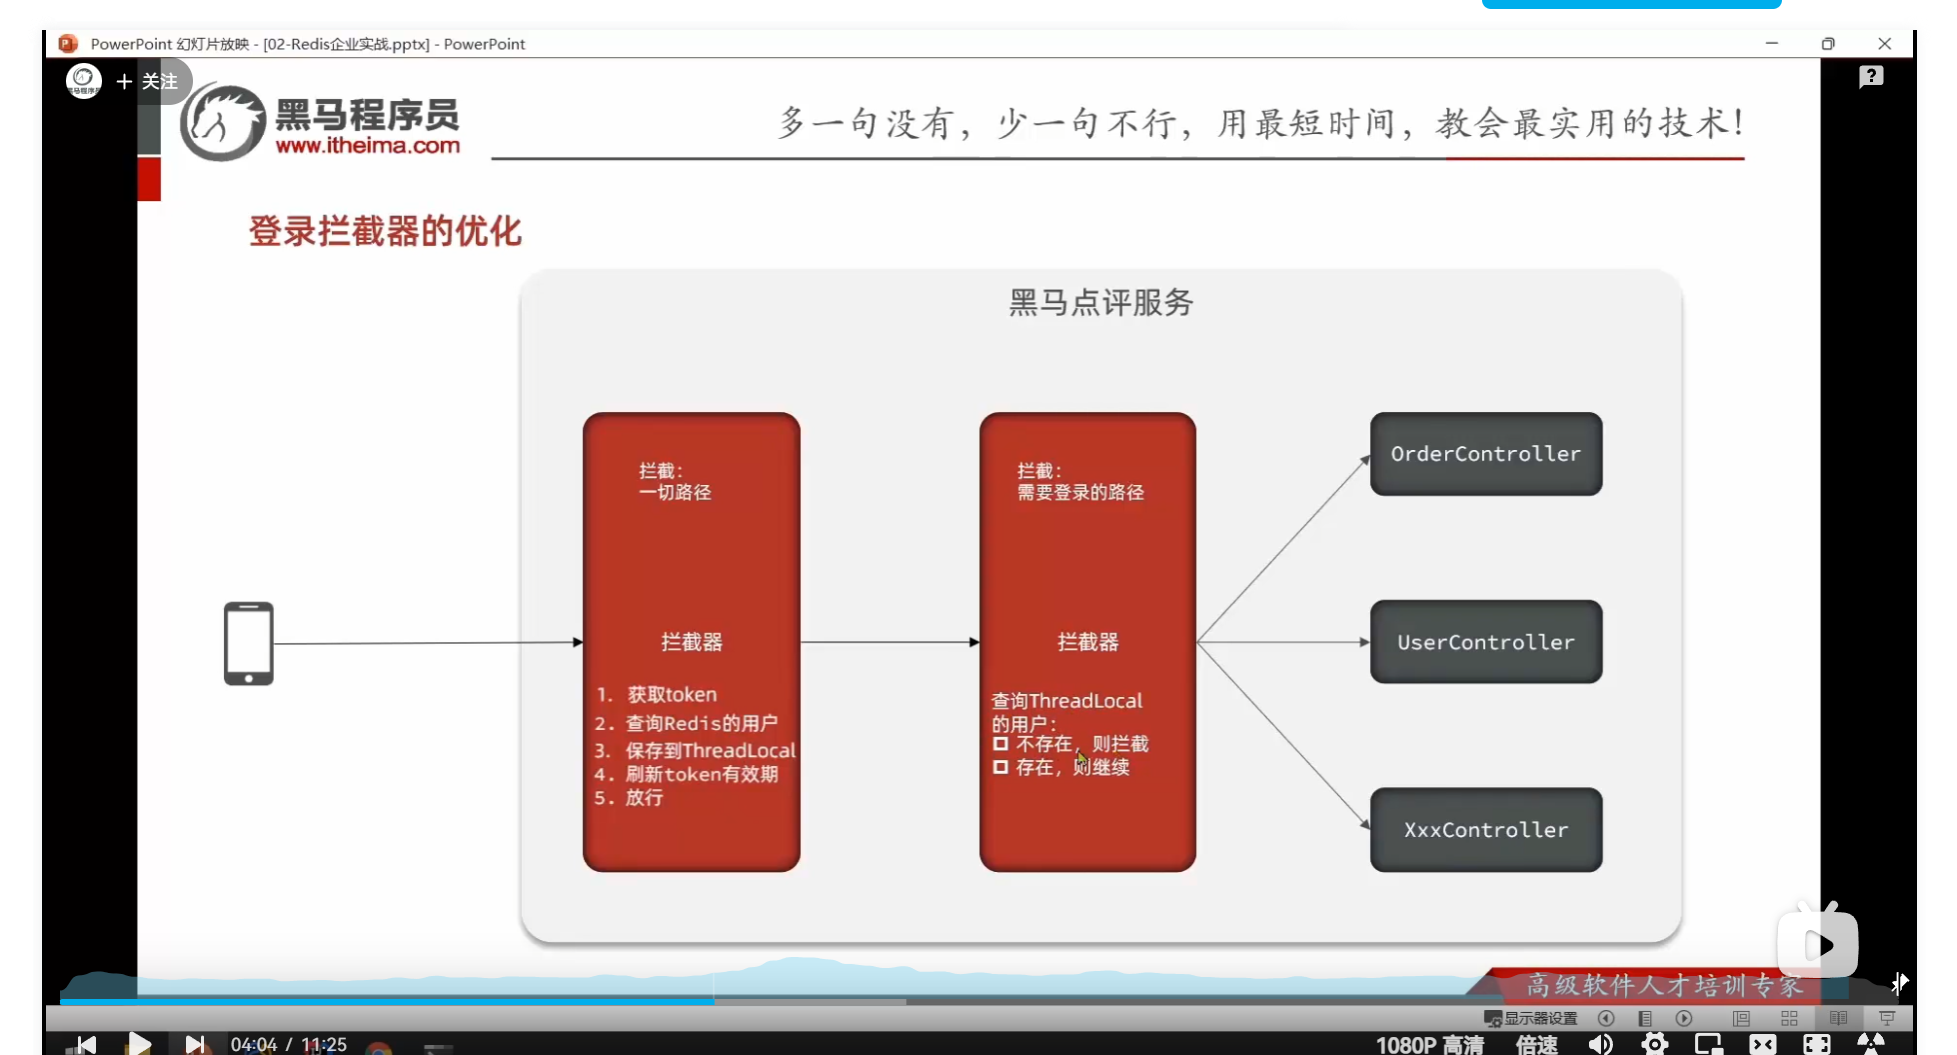 PowerPoint 幻灯片放映 - [02-Redis企业实战.pptx] - PowerPoint
+ 关注
黑马程序员
www.itheima.com
多一句没有，少一句不行，用最短时间，教会最实用的技术！
登录拦截器的优化
黑马点评服务
拦截：
一切路径
拦截器
1. 获取token
2. 查询Redis的用户
3. 保存到ThreadLocal
4. 刷新token有效期
5. 放行
拦截：
需要登录的路径
拦截器
查询ThreadLocal
的用户：
不存在，则拦截
存在，则继续
OrderController
UserController
XxxController
高级软件人才培训专家
显示器设置
04:04 / 11:25
1080P 高清
倍速